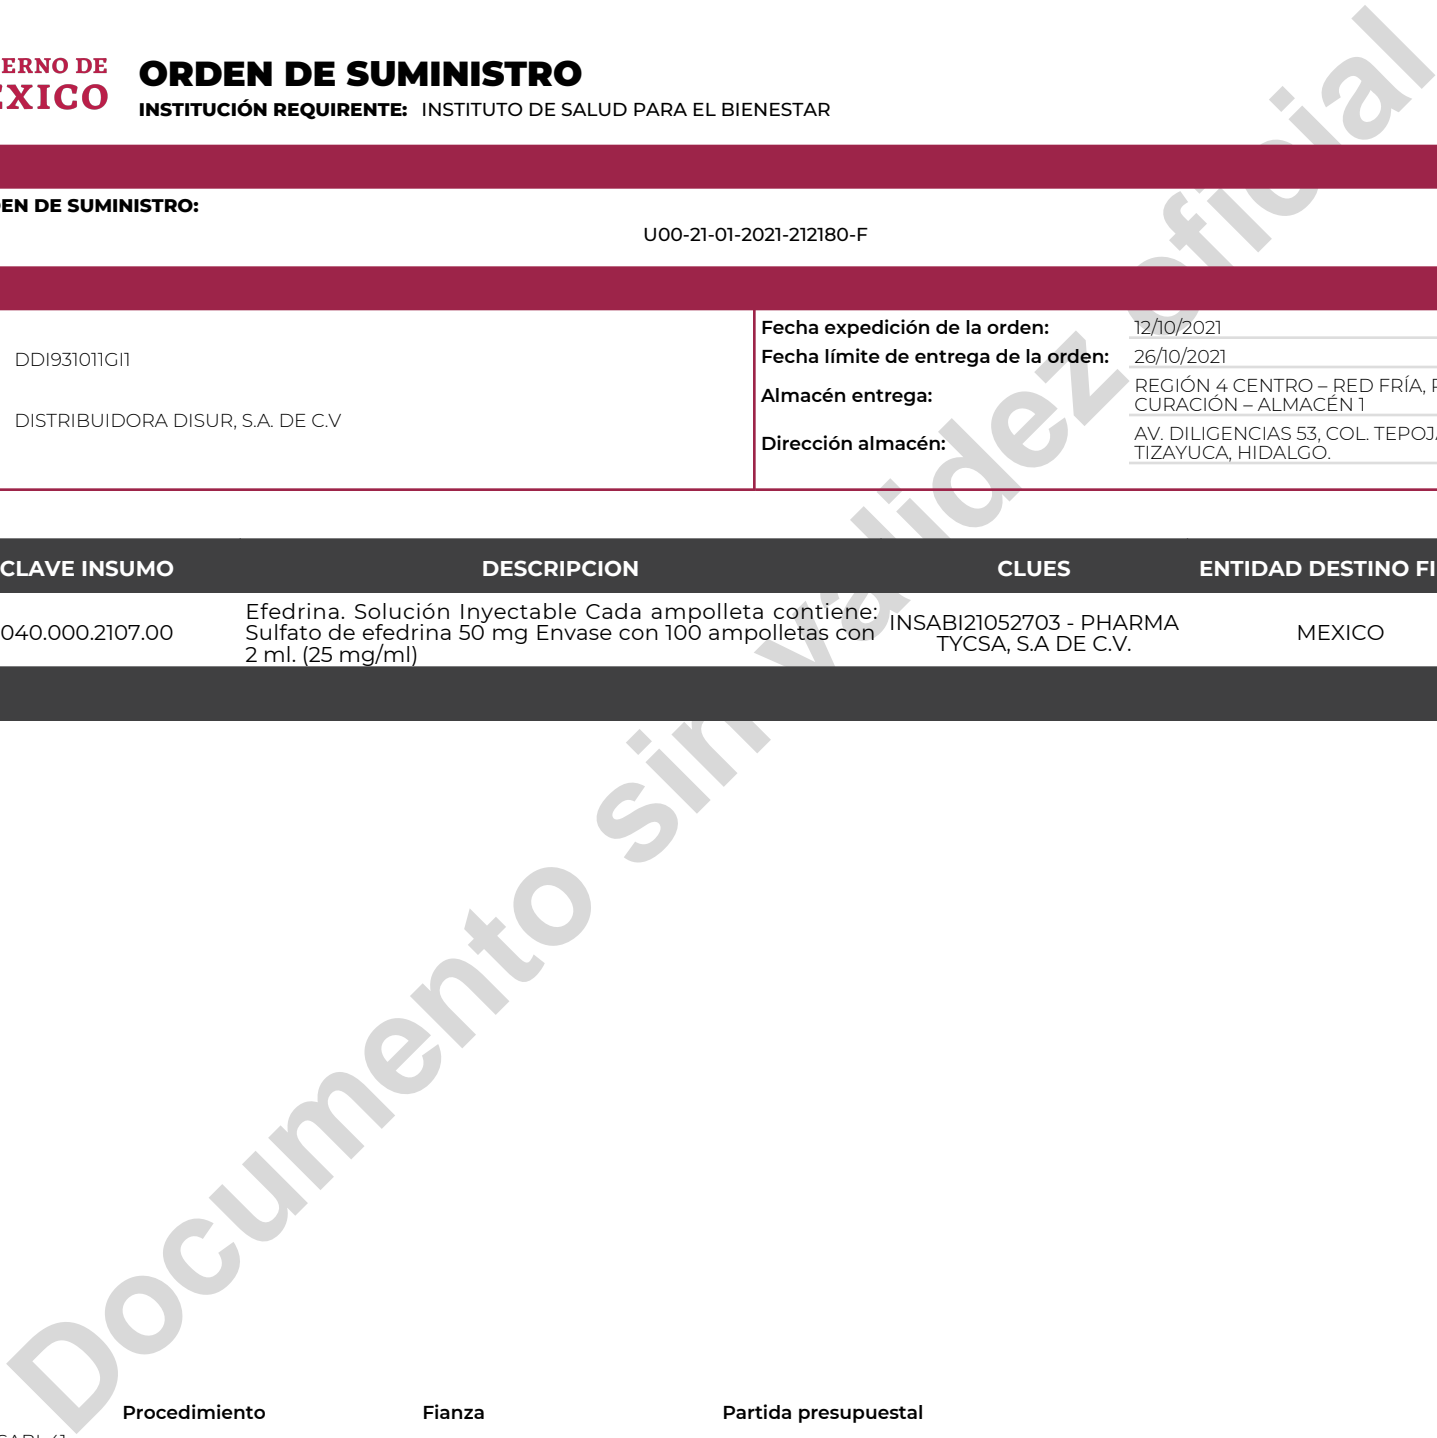 ERNO DE
EXICO
ORDEN DE SUMINISTRO
INSTITUCIÓN REQUIRENTE: INSTITUTO DE SALUD PARA EL BIENESTAR
EN DE SUMINISTRO:
U00-21-01-2021-212180-F
DDI931011GI1
DISTRIBUIDORA DISUR, S.A. DE C.V
Fecha expedición de la orden: 12/10/2021
Fecha límite de entrega de la orden: 26/10/2021
Almacén entrega: REGIÓN 4 CENTRO – RED FRÍA, 
CURACIÓN – ALMACÉN 1
Dirección almacén: AV. DILIGENCIAS 53, COL. TEPOJ
TIZAYUCA, HIDALGO.
CLAVE INSUMO DESCRIPCION CLUES ENTIDAD DESTINO FI
040.000.2107.00
Efedrina. Solución Inyectable Cada ampolleta contiene:
Sulfato de efedrina 50 mg Envase con 100 ampolletas con
2 ml. (25 mg/ml)
INSABI21052703 - PHARMA
TYCSA, S.A DE C.V.
MEXICO
Documento sin validez oficial
Procedimiento Fianza Partida presupuestal